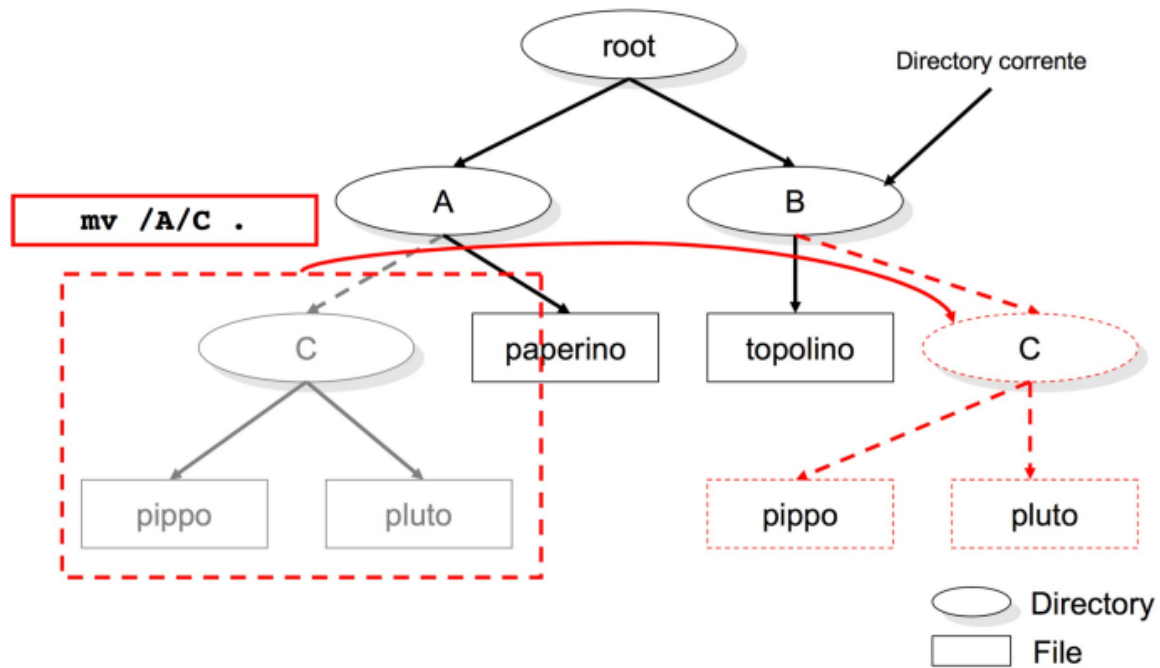 root
Directory corrente
A
B
mv /A/C .
C
paperino
topolino
C
pippo
pluto
pippo
pluto
Directory
File